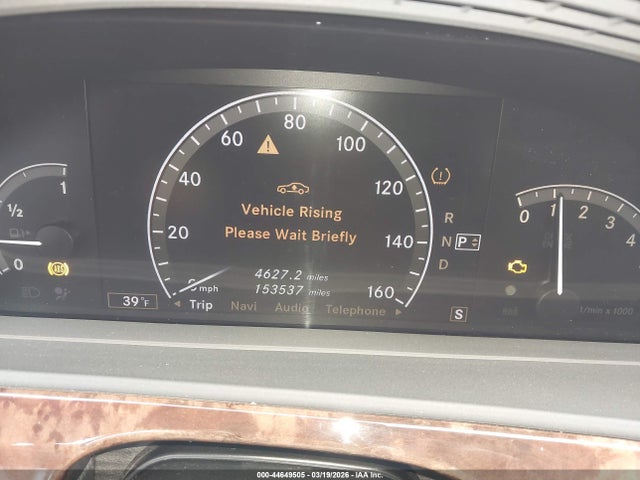 80
60
100
40
120
20
140
0 mph
160
Vehicle Rising
Please Wait Briefly
4627.2 miles
153537 miles
39°F
Trip Navi Audio Telephone
R
N P
D
S
1
1/2
0
0 1 2 3 4
1/min x 1000
000-44649505 | 03/19/2026 | IAA Inc.